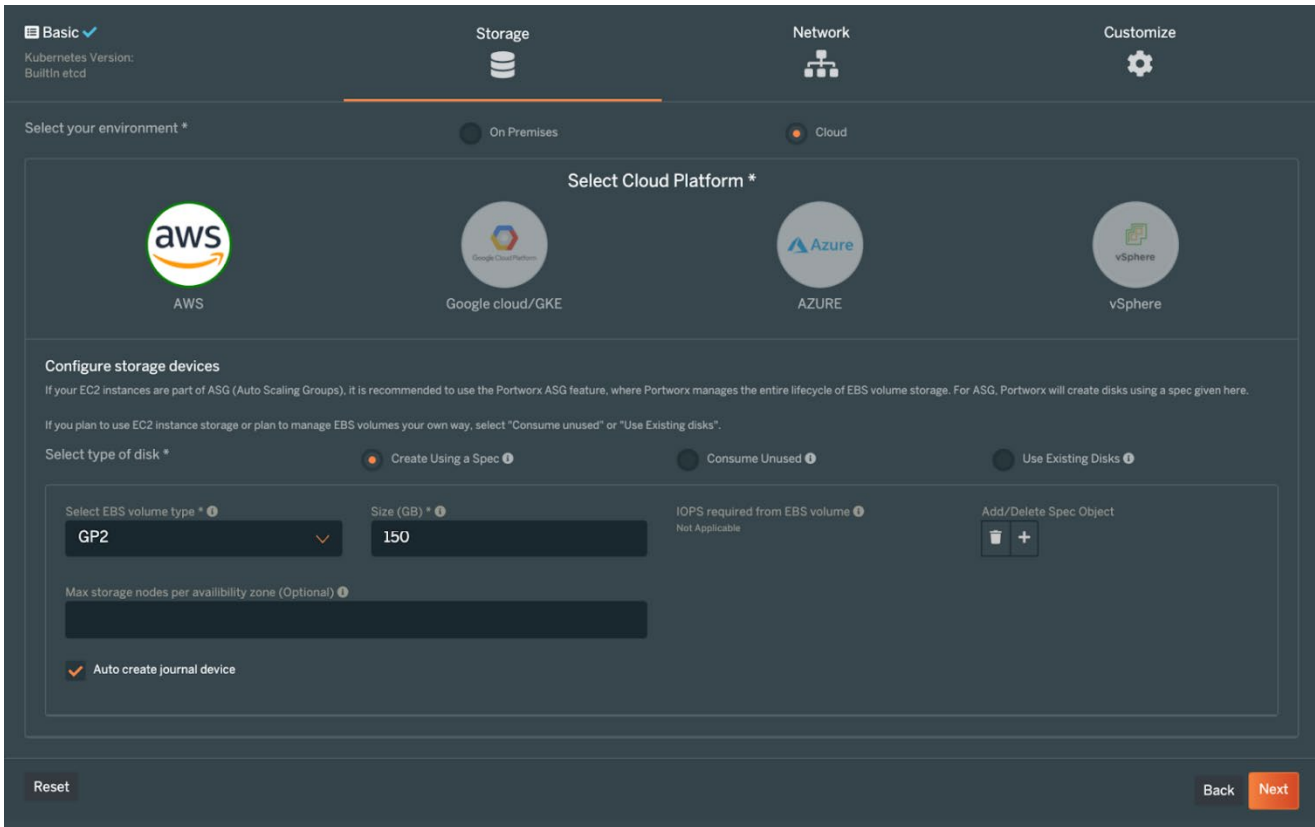 Basic
Storage
Network
Customize
Kubernetes Version:
BuiltIn etcd
Select your environment *
On Premises
Cloud
Select Cloud Platform *
aws
Google Cloud Platform
Azure
vSphere
AWS
Google cloud/GKE
AZURE
vSphere
Configure storage devices
If your EC2 instances are part of ASG (Auto Scaling Groups), it is recommended to use the Portworx ASG feature, where Portworx manages the entire lifecycle of EBS volume storage. For ASG, Portworx will create disks using a spec given here.
If you plan to use EC2 instance storage or plan to manage EBS volumes your own way, select "Consume unused" or "Use Existing disks".
Select type of disk *
Create Using a Spec
Consume Unused
Use Existing Disks
Select EBS volume type *
Size (GB) *
IOPS required from EBS volume
Add/Delete Spec Object
GP2
150
Not Applicable
Max storage nodes per availibility zone (Optional)
Auto create journal device
Reset
Back
Next